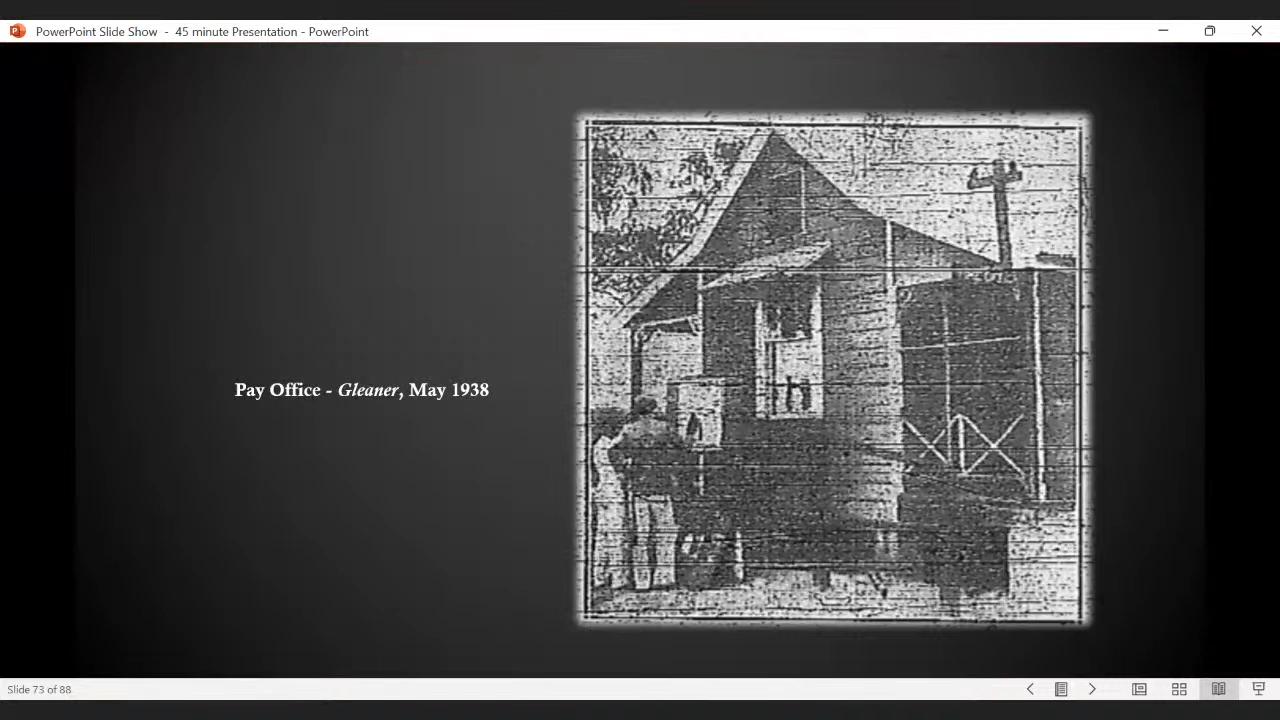 PowerPoint Slide Show - 45 minute Presentation - PowerPoint
Pay Office - Gleaner, May 1938
Slide 73 of 88